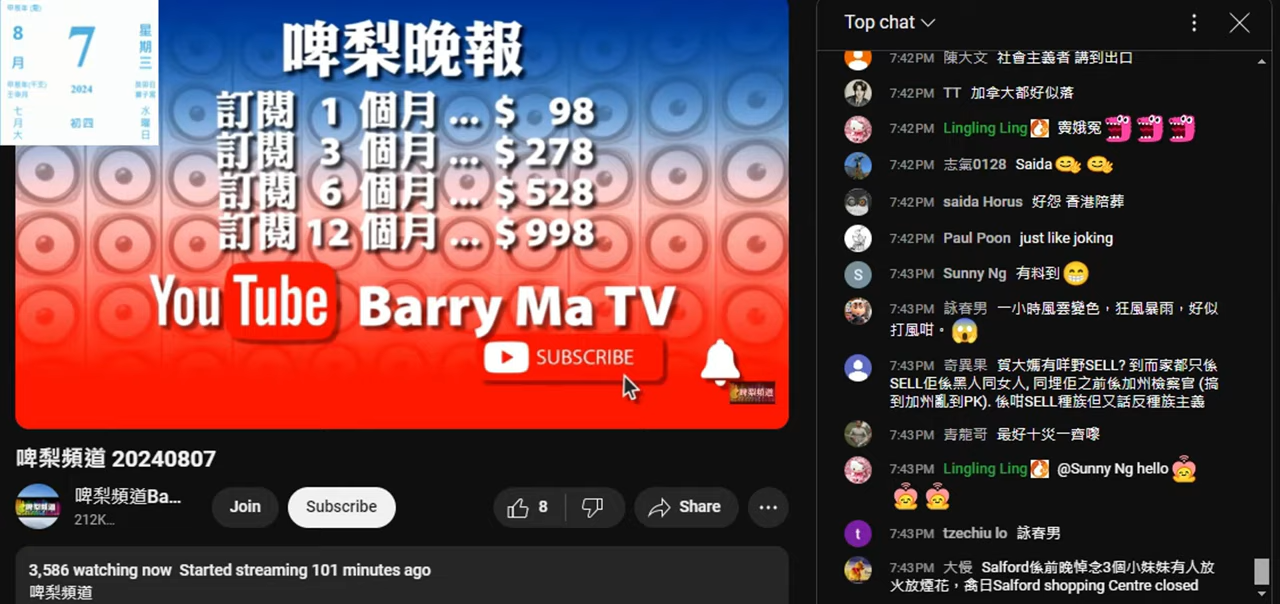 8
月
7
星期三
2024
七月大
初四
水曜日
啤梨晚報
訂閱 1 個月 ... $ 98
訂閱 3 個月 ... $ 278
訂閱 6 個月 ... $ 528
訂閱 12 個月 ... $ 998
YouTube Barry Ma TV
SUBSCRIBE
啤梨頻道
啤梨頻道 20240807
啤梨頻道Ba...
212K...
Join
Subscribe
8
Share
3,586 watching now Started streaming 101 minutes ago
啤梨頻道
Top chat
7:42PM 陳大文 社會主義者 講到出口
7:42PM TT 加拿大都好似落
7:42PM Lingling Ling 竇娥冤
7:42PM 志氣0128 Saida
7:42PM saida Horus 好怨 香港陪葬
7:42PM Paul Poon just like joking
S
7:43PM Sunny Ng 有料到
7:43PM 詠春男 一小時風雲變色，狂風暴雨，好似
打風咁。
7:43PM 奇異果 賀大媽有咩野SELL? 到而家都只係
SELL佢係黑人同女人, 同埋佢之前係加州檢察官 (搞
到加州亂到PK). 係咁SELL種族但又話反種族主義
7:43PM 青龍哥 最好十災一齊嚟
7:43PM Lingling Ling @Sunny Ng hello
t
7:43PM tzechiu lo 詠春男
7:43PM 大慢 Salford係前晚悼念3個小妹妹有人放
火放煙花，禽日Salford shopping Centre closed